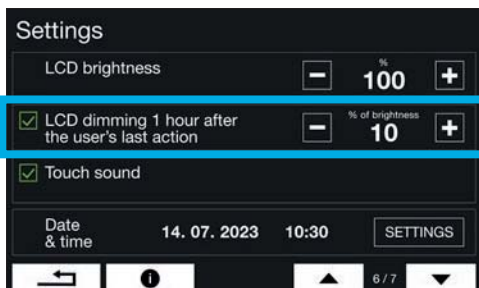 Settings
LCD brightness
%
100
LCD dimming 1 hour after
the user's last action
% of brightness
10
Touch sound
Date
& time
14. 07. 2023
10:30
SETTINGS
6 / 7